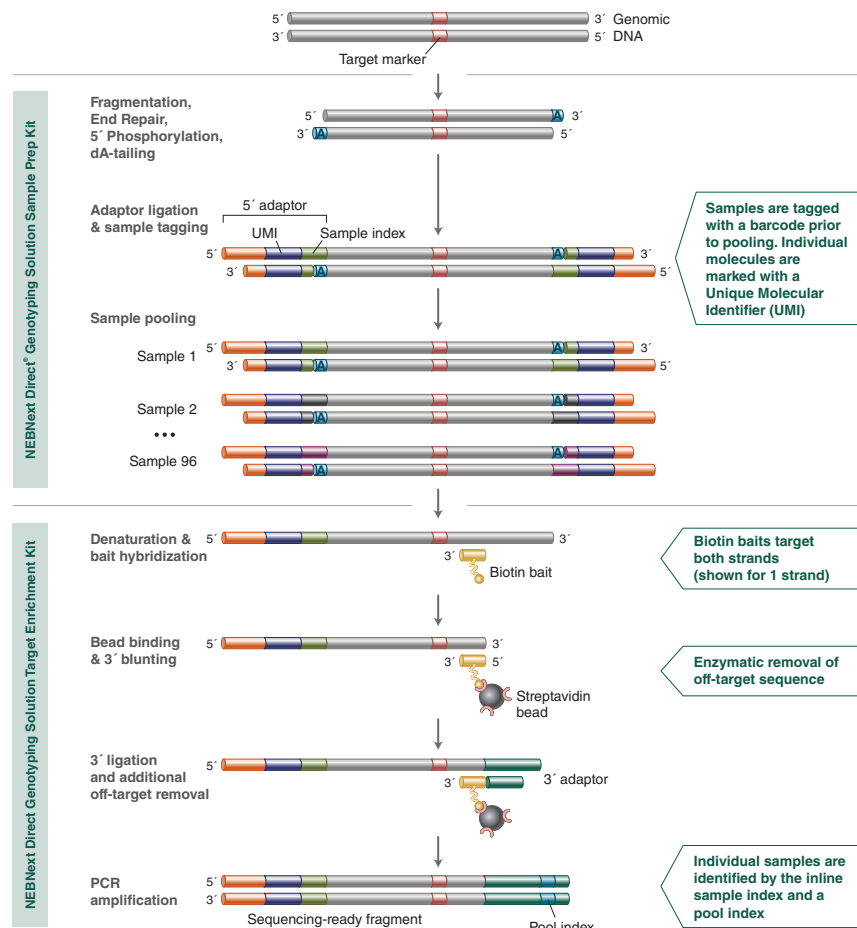 5´ 3´ Genomic
3´ 5´ DNA
Target marker
NEBNext Direct® Genotyping Solution Sample Prep Kit
Fragmentation,
End Repair,
5´ Phosphorylation,
dA-tailing
5´ A 3´
3´ A 5´
Adaptor ligation
& sample tagging
5´ adaptor
UMI Sample index
5´ A 3´
3´ A 5´
Samples are tagged
with a barcode prior
to pooling. Individual
molecules are
marked with a
Unique Molecular
Identifier (UMI)
Sample pooling
Sample 1
5´ A 3´
3´ A 5´
Sample 2
A
A
•••
Sample 96
A
A
NEBNext Direct Genotyping Solution Target Enrichment Kit
Denaturation &
bait hybridization
5´ 3´
3´
Biotin bait
Biotin baits target
both strands
(shown for 1 strand)
Bead binding
& 3´ blunting
5´ 3´
3´ 5´
Streptavidin
bead
Enzymatic removal of
off-target sequence
3´ ligation
and additional
off-target removal
5´
3´ 3´ adaptor
PCR
amplification
5´
3´
Sequencing-ready fragment
Pool index
Individual samples are
identified by the inline
sample index and a
pool index